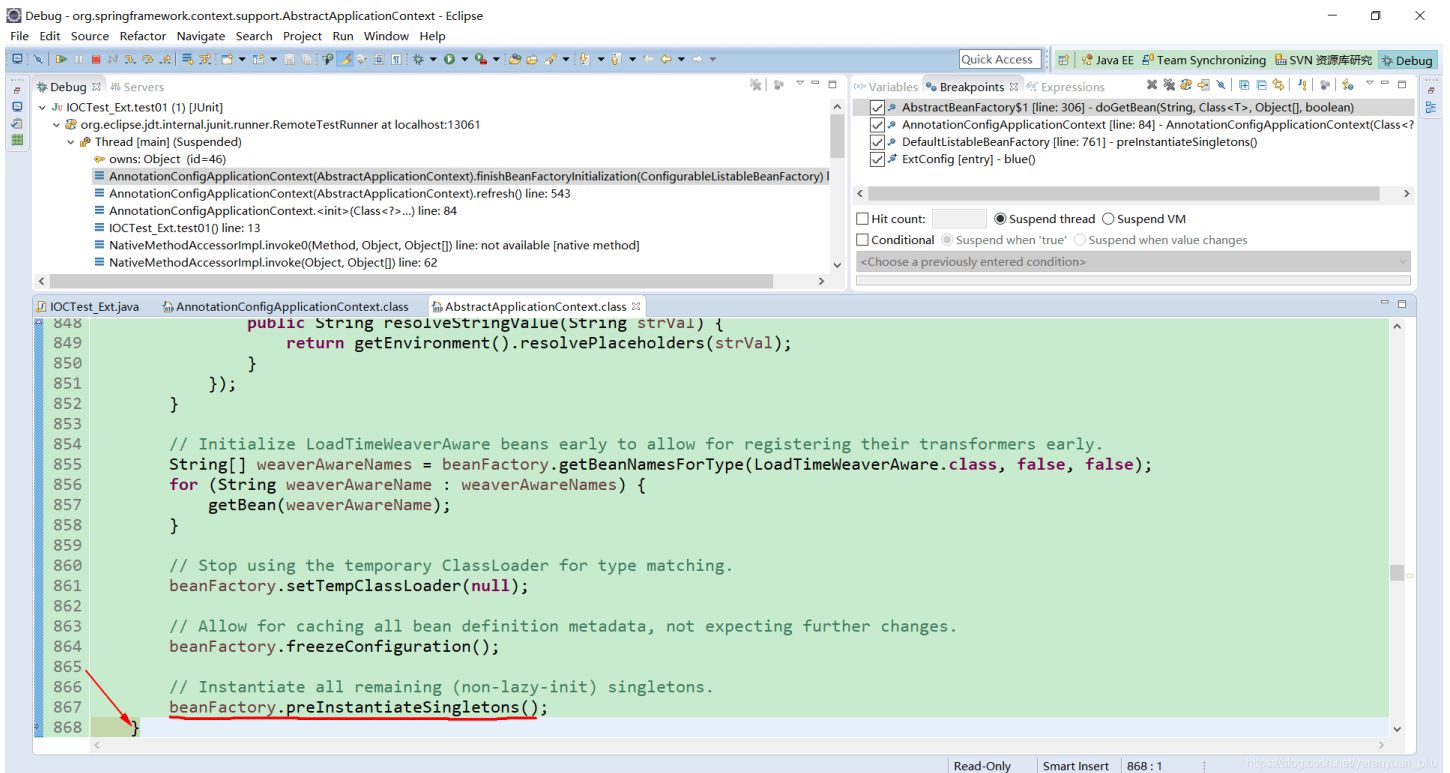 Debug - org.springframework.context.support.AbstractApplicationContext - Eclipse
File Edit Source Refactor Navigate Search Project Run Window Help
Quick Access
Java EE
Team Synchronizing
SVN 资源库研究
Debug
Debug
Servers
IOCTest_Ext.test01 (1) [JUnit]
org.eclipse.jdt.internal.junit.runner.RemoteTestRunner at localhost:13061
Thread [main] (Suspended)
owns: Object (id=46)
AnnotationConfigApplicationContext(AbstractApplicationContext).finishBeanFactoryInitialization(ConfigurableListableBeanFactory) l
AnnotationConfigApplicationContext(AbstractApplicationContext).refresh() line: 543
AnnotationConfigApplicationContext.<init>(Class<?>...) line: 84
IOCTest_Ext.test01() line: 13
NativeMethodAccessorImpl.invoke0(Method, Object, Object[]) line: not available [native method]
NativeMethodAccessorImpl.invoke(Object, Object[]) line: 62
(x)= Variables
Breakpoints
Expressions
AbstractBeanFactory$1 [line: 306] - doGetBean(String, Class<T>, Object[], boolean)
AnnotationConfigApplicationContext [line: 84] - AnnotationConfigApplicationContext(Class<?
DefaultListableBeanFactory [line: 761] - preInstantiateSingletons()
ExtConfig [entry] - blue()
Hit count:
Suspend thread
Suspend VM
Conditional
Suspend when 'true'
Suspend when value changes
<Choose a previously entered condition>
IOCTest_Ext.java
AnnotationConfigApplicationContext.class
AbstractApplicationContext.class
848 public String resolveStringValue(String strVal) {
849 return getEnvironment().resolvePlaceholders(strVal);
850 }
851 });
852 }
853
854 // Initialize LoadTimeWeaverAware beans early to allow for registering their transformers early.
855 String[] weaverAwareNames = beanFactory.getBeanNamesForType(LoadTimeWeaverAware.class, false, false);
856 for (String weaverAwareName : weaverAwareNames) {
857 getBean(weaverAwareName);
858 }
859
860 // Stop using the temporary ClassLoader for type matching.
861 beanFactory.setTempClassLoader(null);
862
863 // Allow for caching all bean definition metadata, not expecting further changes.
864 beanFactory.freezeConfiguration();
865
866 // Instantiate all remaining (non-lazy-init) singletons.
867 beanFactory.preInstantiateSingletons();
868 }
Read-Only
Smart Insert
868 : 1
https://blog.csdn.net/yerenyuan_pku